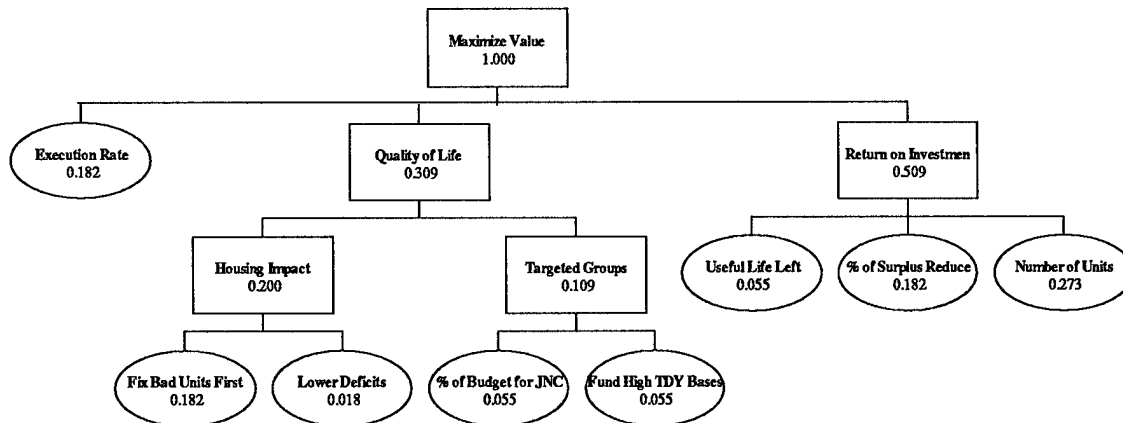 Maximize Value
1.000
Execution Rate
0.182
Quality of Life
0.309
Return on Investmen
0.509
Housing Impact
0.200
Targeted Groups
0.109
Useful Life Left
0.055
% of Surplus Reduce
0.182
Number of Units
0.273
Fix Bad Units First
0.182
Lower Deficits
0.018
% of Budget for JNC
0.055
Fund High TDY Bases
0.055